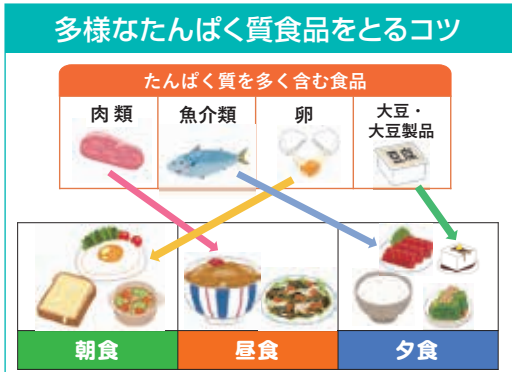 多様なたんぱく質食品をとるコツ
たんぱく質を多く含む食品
肉類
魚介類
卵
大豆・
大豆製品
豆腐
朝食
昼食
夕食